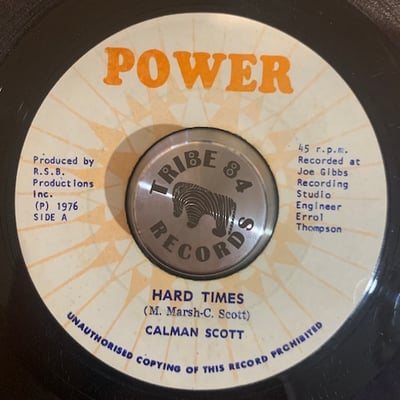 POWER
Produced by
R.S.B.
Productions
Inc.
(P) 1976
SIDE A
45 r.p.m.
Recorded at
Joe Gibbs
Recording
Studio
Engineer
Errol
Thompson
TRIBE 84
RECORDS
HARD TIMES
(M. Marsh-C. Scott)
CALMAN SCOTT
UNAUTHORISED COPYING OF THIS RECORD PROHIBITED